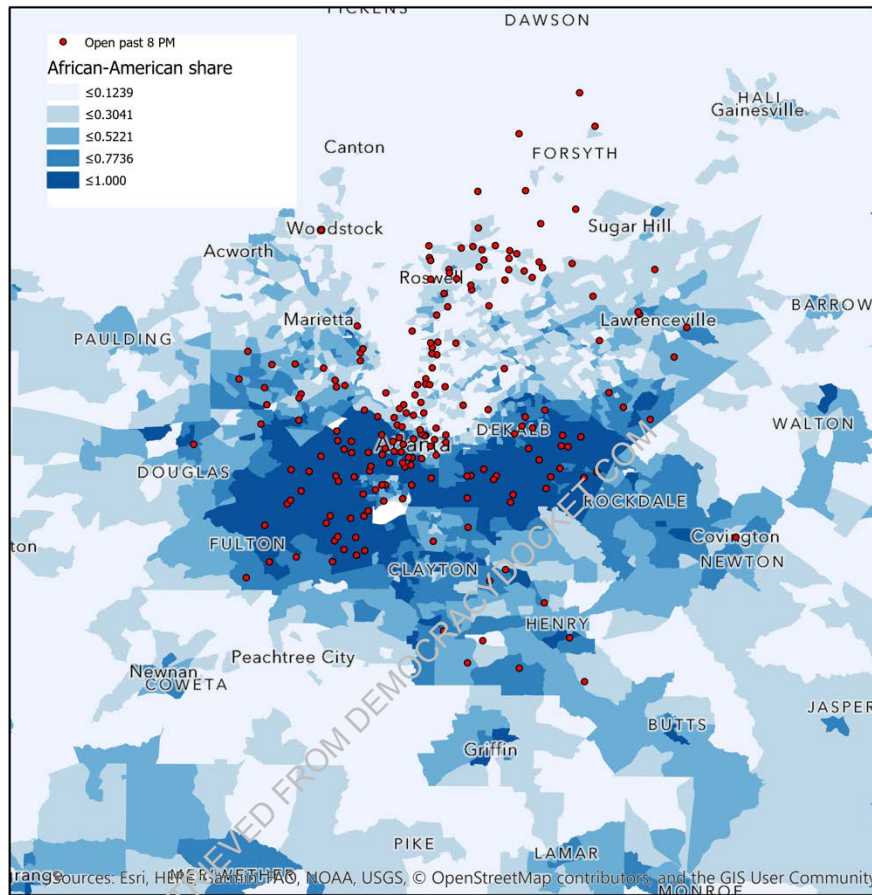 DAWSON
Open past 8 PM
African-American share
≤0.1239
≤0.3041
≤0.5221
≤0.7736
≤1.000
HALL
Gainesville
Canton
FORSYTH
Woodstock
Sugar Hill
Acworth
Roswell
Marietta
Lawrenceville
BARROW
PAULDING
WALTON
Atlanta
DEKALB
DOUGLAS
ROCKDALE
ton
FULTON
Covington
NEWTON
CLAYTON
HENRY
Peachtree City
Newnan
COWETA
JASPER
BUTTS
Griffin
PIKE
LAMAR
MERIWETHER
MONROE
range
Sources: Esri, HERE, Garmin, FAO, NOAA, USGS, © OpenStreetMap contributors, and the GIS User Community
RETRIEVED FROM DEMOCRACYDOCKET.COM